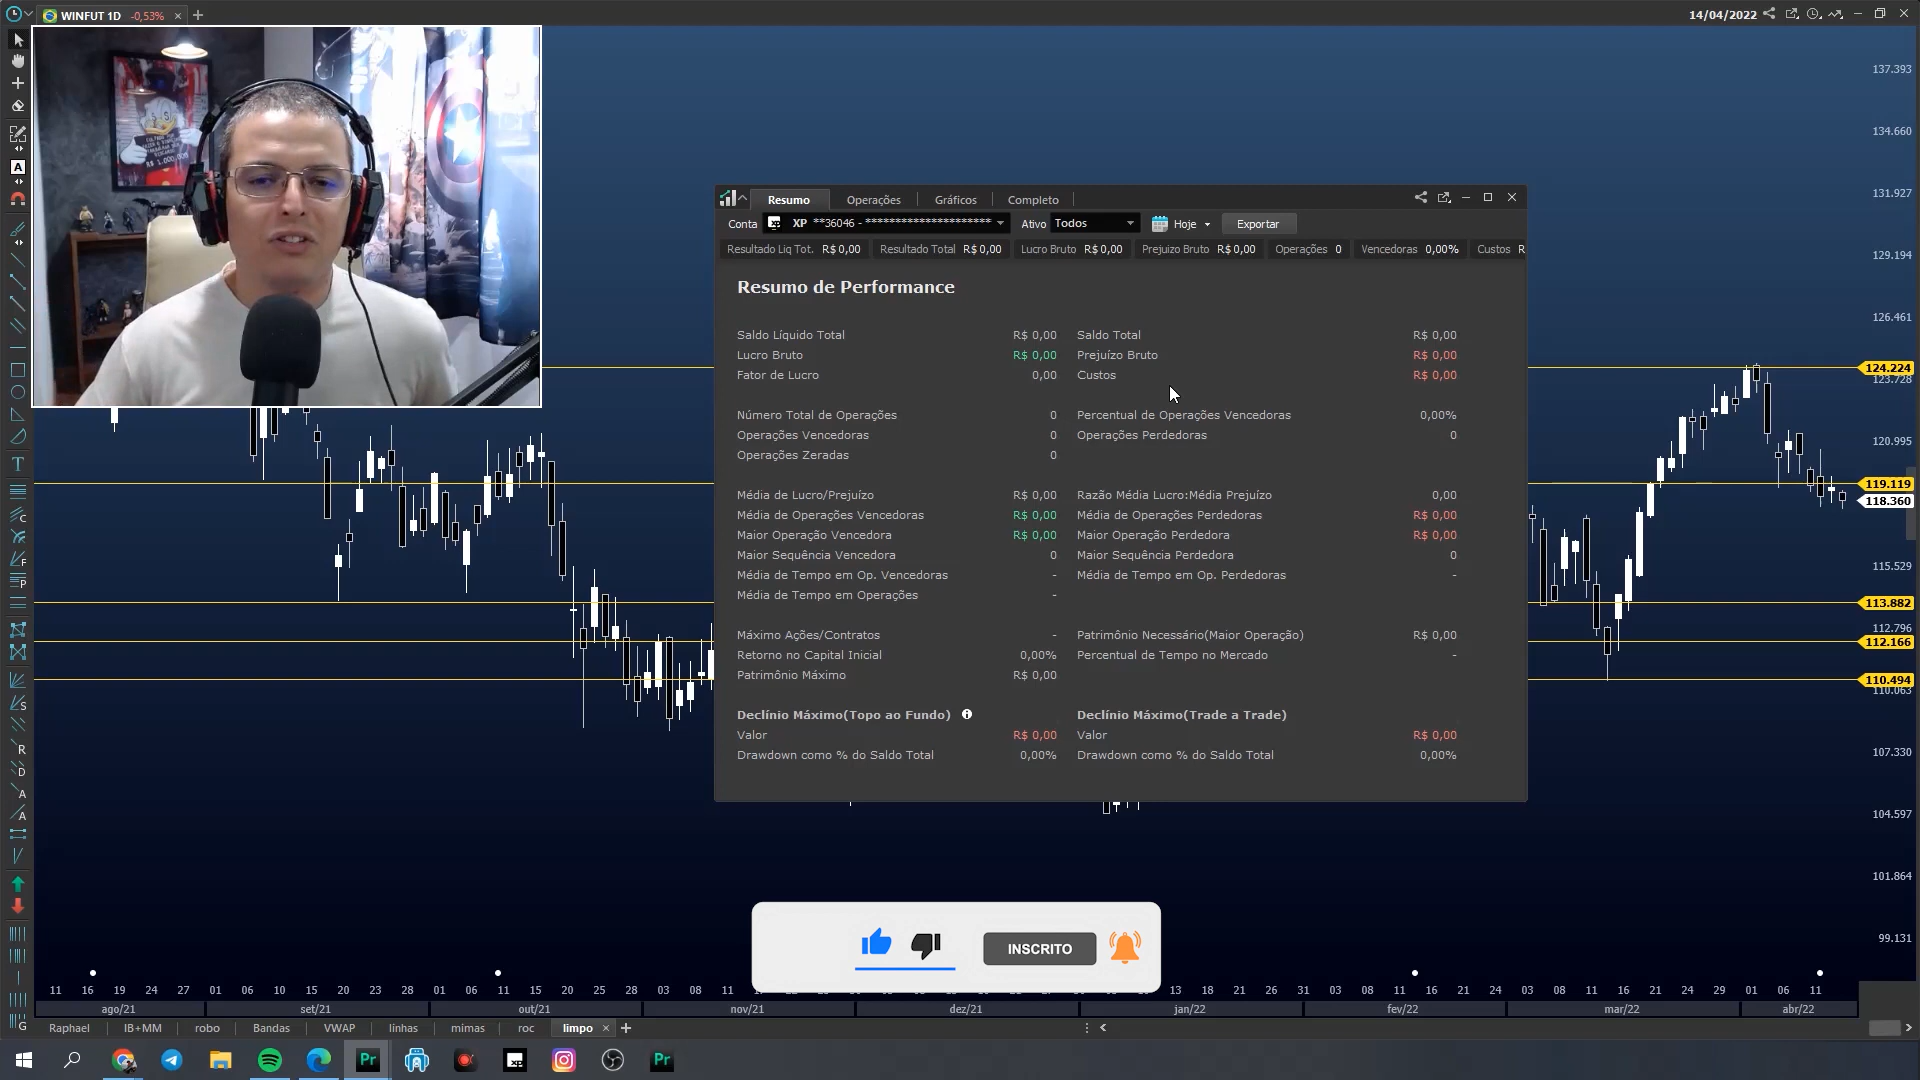 WINFUT 1D -0,53%
14/04/2022
R$ 1.000.000
Resumo Operações Gráficos Completo
Conta XP **36046 - ********************** Ativo Todos Hoje Exportar
Resultado Liq Tot. R$ 0,00 Resultado Total R$ 0,00 Lucro Bruto R$ 0,00 Prejuizo Bruto R$ 0,00 Operações 0 Vencedoras 0,00% Custos R
Resumo de Performance
Saldo Líquido Total R$ 0,00 Saldo Total R$ 0,00
Lucro Bruto R$ 0,00 Prejuízo Bruto R$ 0,00
Fator de Lucro 0,00 Custos R$ 0,00
Número Total de Operações 0 Percentual de Operações Vencedoras 0,00%
Operações Vencedoras 0 Operações Perdedoras 0
Operações Zeradas 0
Média de Lucro/Prejuízo R$ 0,00 Razão Média Lucro:Média Prejuízo 0,00
Média de Operações Vencedoras R$ 0,00 Média de Operações Perdedoras R$ 0,00
Maior Operação Vencedora R$ 0,00 Maior Operação Perdedora R$ 0,00
Maior Sequência Vencedora 0 Maior Sequência Perdedora 0
Média de Tempo em Op. Vencedoras - Média de Tempo em Op. Perdedoras -
Média de Tempo em Operações -
Máximo Ações/Contratos - Patrimônio Necessário(Maior Operação) R$ 0,00
Retorno no Capital Inicial 0,00% Percentual de Tempo no Mercado -
Patrimônio Máximo R$ 0,00
Declínio Máximo(Topo ao Fundo) Declínio Máximo(Trade a Trade)
Valor R$ 0,00 Valor R$ 0,00
Drawdown como % do Saldo Total 0,00% Drawdown como % do Saldo Total 0,00%
137.393
134.660
131.927
129.194
126.461
124.224
123.728
120.995
119.119
118.360
115.529
113.882
112.796
112.166
110.494
110.063
107.330
104.597
101.864
99.131
INSCRITO
11 16 19 24 27 01 06 10 15 20 23 28 01 06 11 15 20 25 28 03 08 11 13 18 21 26 31 03 08 11 16 21 24 03 08 11 16 21 24 29 01 06 11
ago/21 set/21 out/21 nov/21 dez/21 jan/22 fev/22 mar/22 abr/22
Raphael IB+MM robo Bandas VWAP linhas mimas roc limpo
Pr xp Pr